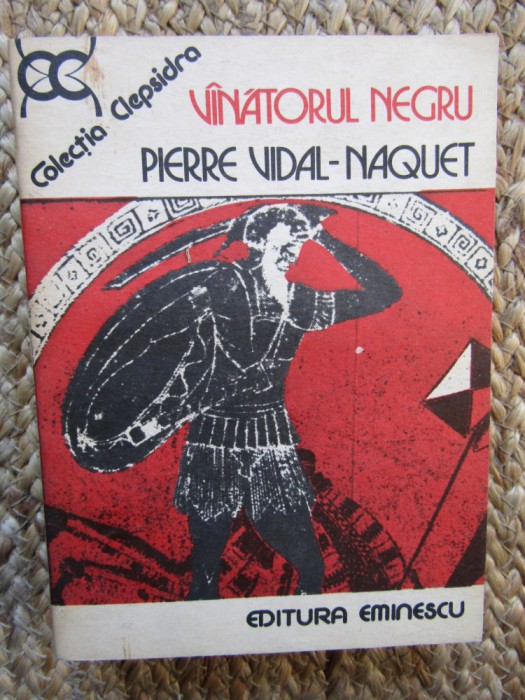 Colecția Clepsidra
VÎNĂTORUL NEGRU
PIERRE VIDAL-NAQUET
EDITURA EMINESCU